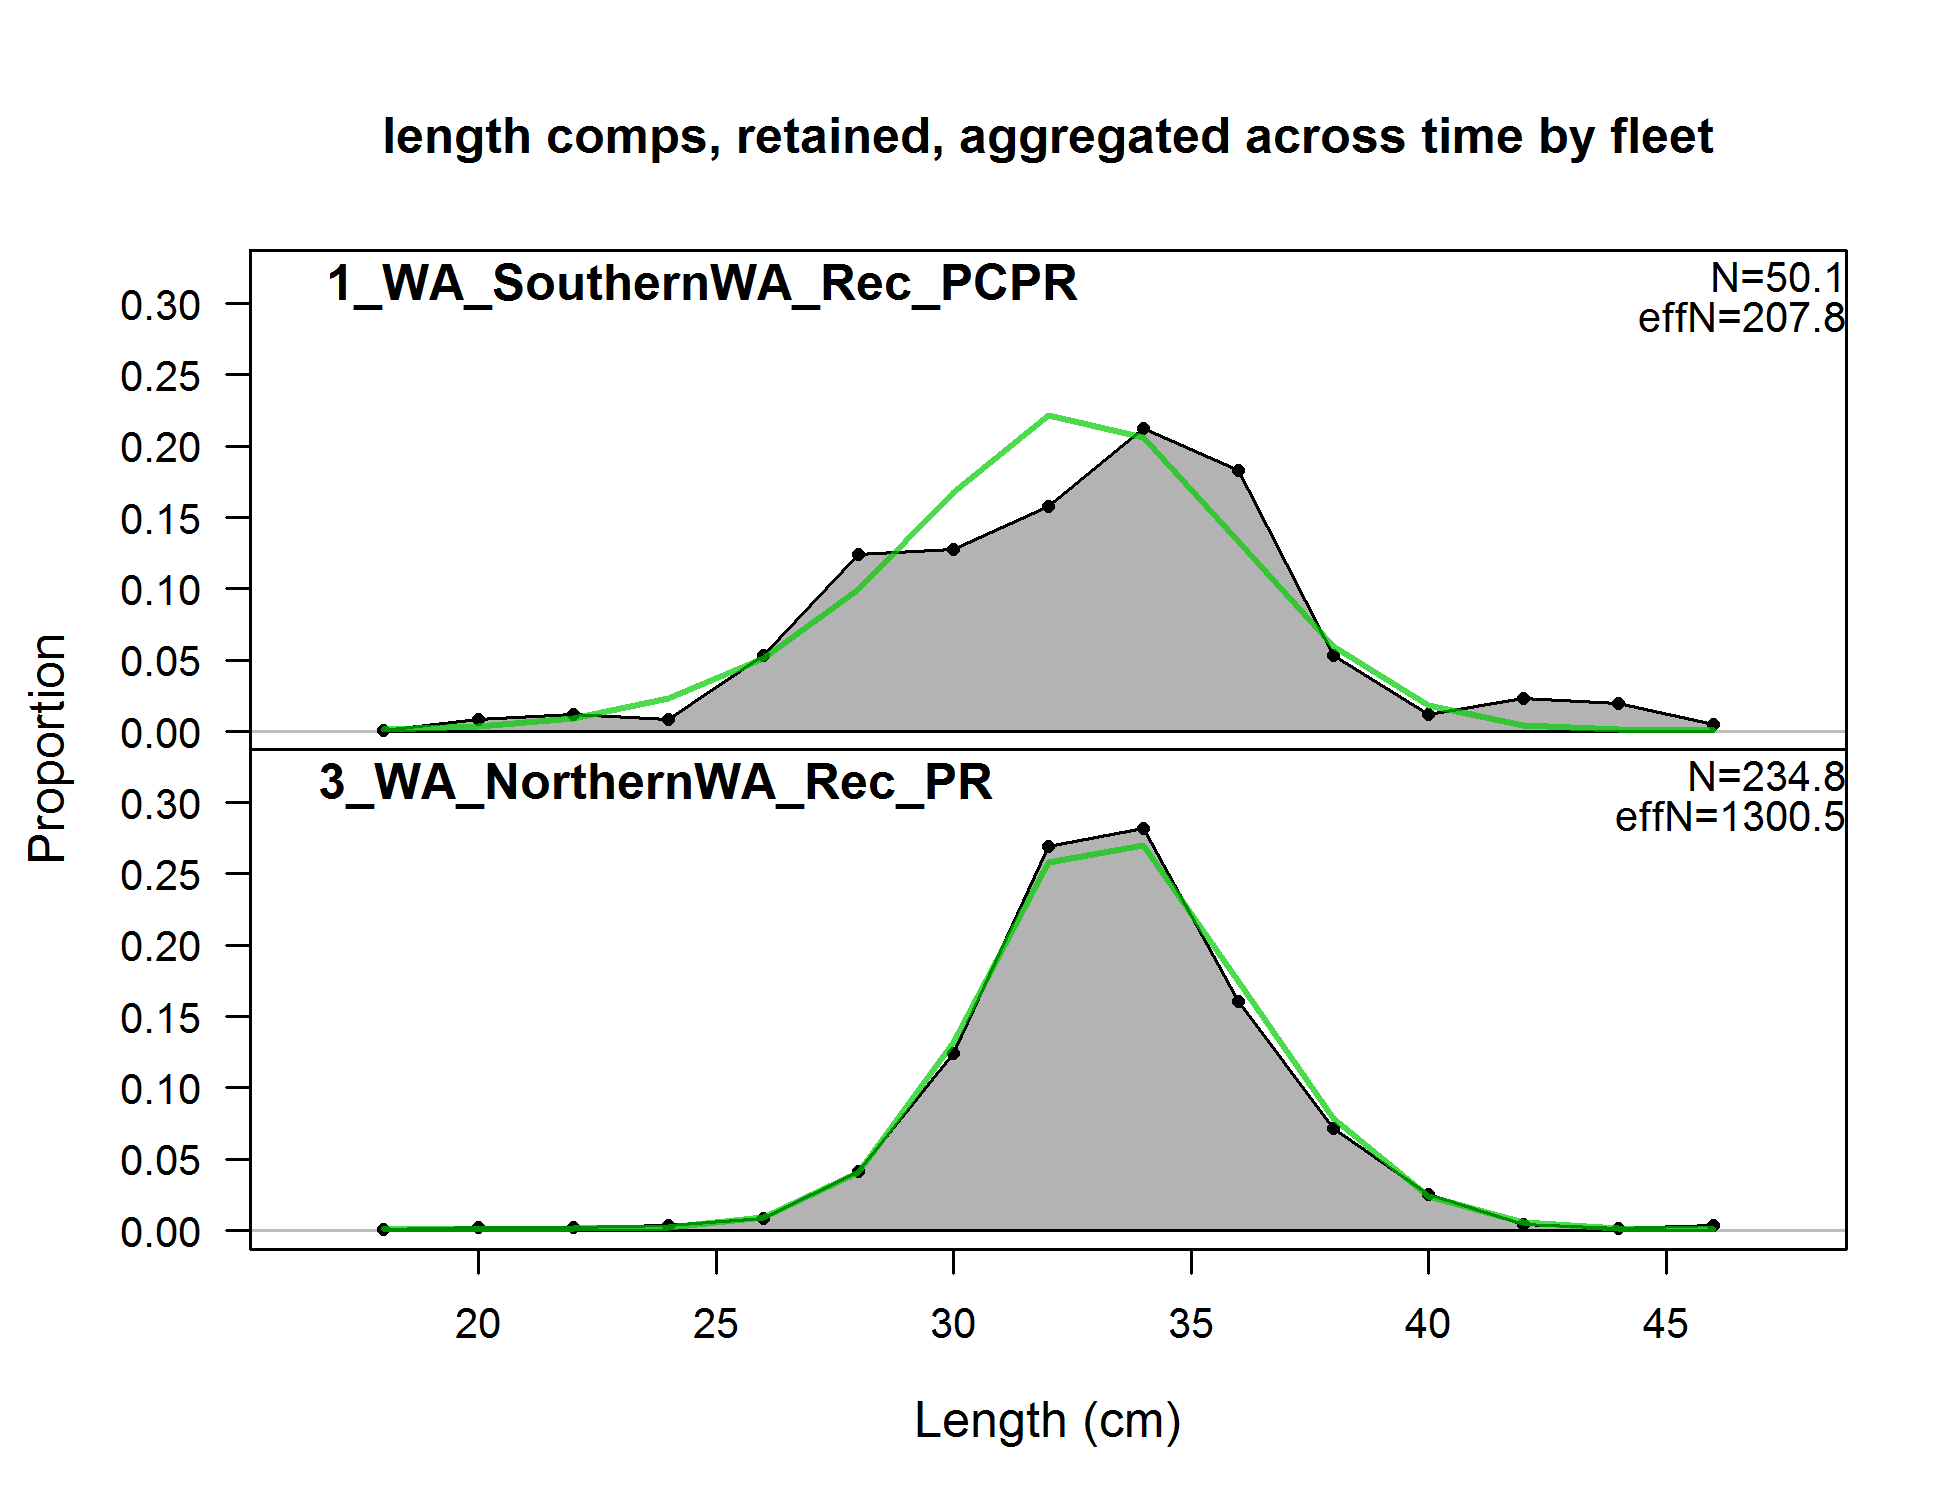 length comps, retained, aggregated across time by fleet
1_WA_SouthernWA_Rec_PCPR
N=50.1
effN=207.8
0.30
0.25
0.20
0.15
0.10
0.05
0.00
3_WA_NorthernWA_Rec_PR
N=234.8
effN=1300.5
0.30
0.25
0.20
0.15
0.10
0.05
0.00
Proportion
20 25 30 35 40 45
Length (cm)